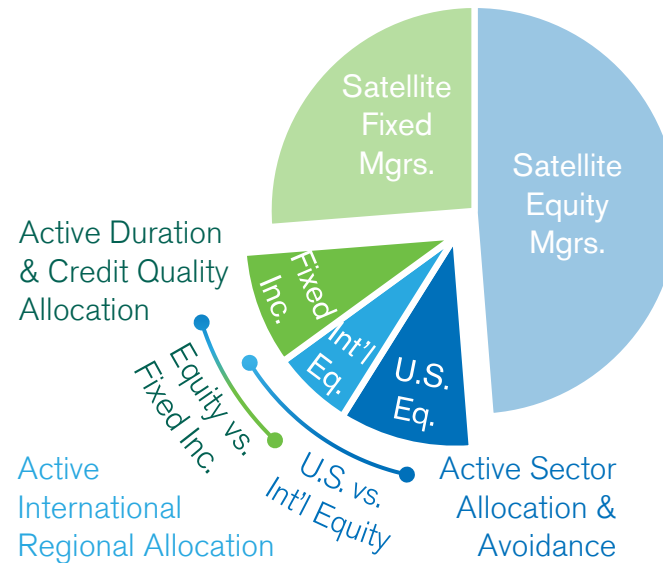 Satellite
Fixed
Mgrs.
Satellite
Equity
Mgrs.
Active Duration
& Credit Quality
Allocation
Fixed
Inc.
Int'l
Eq.
U.S.
Eq.
Equity vs.
Fixed Inc.
U.S. vs.
Int'l Equity
Active
International
Regional Allocation
Active Sector
Allocation &
Avoidance